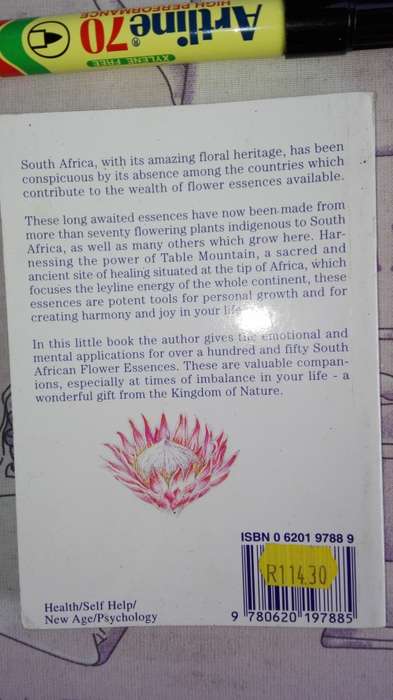 Artline®70
HIGH PERFORMANCE
XYLENE FREE
South Africa, with its amazing floral heritage, has been
conspicuous by its absence among the countries which
contribute to the wealth of flower essences available.
These long awaited essences have now been made from
more than seventy flowering plants indigenous to South
Africa, as well as many others which grow here. Har-
nessing the power of Table Mountain, a sacred and
ancient site of healing situated at the tip of Africa, which
focuses the leyline energy of the whole continent, these
essences are potent tools for personal growth and for
creating harmony and joy in your life
In this little book the author gives the emotional and
mental applications for over a hundred and fifty South
African Flower Essences. These are valuable compan-
ions, especially at times of imbalance in your life - a
wonderful gift from the Kingdom of Nature.
ISBN 0 6201 9788 9
R114.30
9 780620 197885
Health/Self Help/
New Age/Psychology